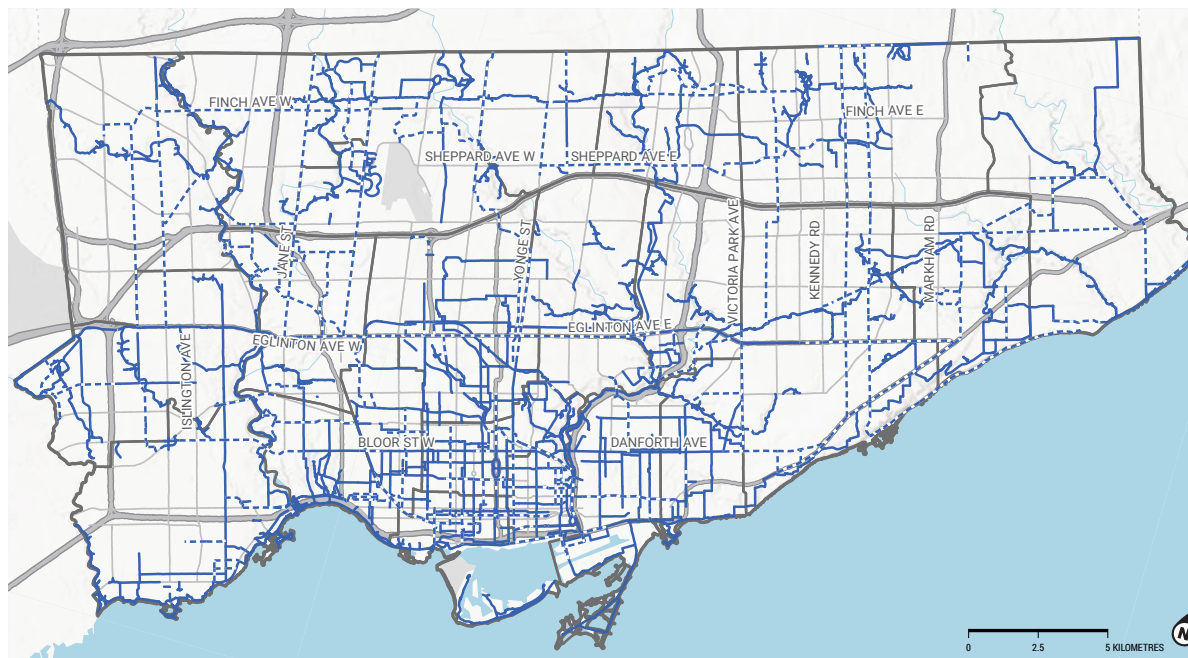 FINCH AVE W
FINCH AVE E
SHEPPARD AVE W
SHEPPARD AVE E
JANE ST
YONGE ST
VICTORIA PARK AVE
KENNEDY RD
MARKHAM RD
EGLINTON AVE E
EGLINTON AVE W
ISLINGTON AVE
BLOOR ST W
DANFORTH AVE
N
0 2.5 5 KILOMETRES